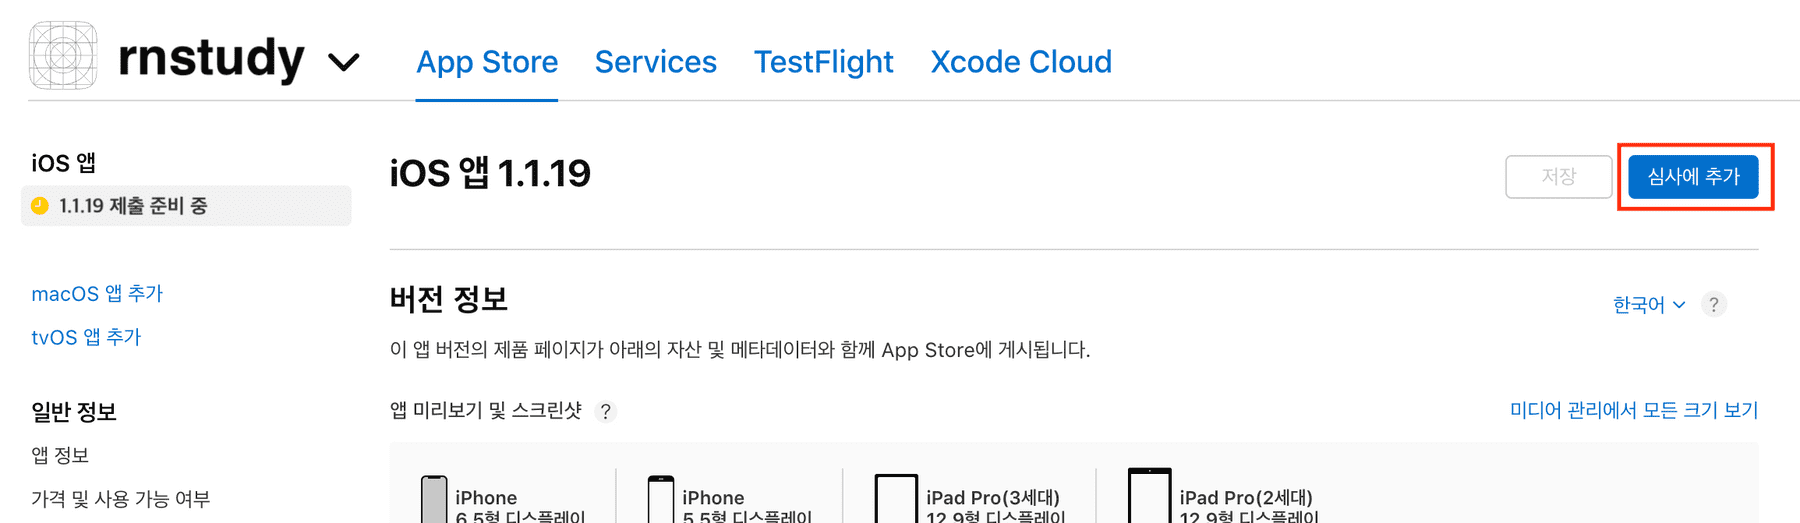 rnstudy
App Store Services TestFlight Xcode Cloud
iOS 앱
1.1.19 제출 준비 중
macOS 앱 추가
tvOS 앱 추가
일반 정보
앱 정보
가격 및 사용 가능 여부
iOS 앱 1.1.19
저장
심사에 추가
버전 정보
한국어
?
이 앱 버전의 제품 페이지가 아래의 자산 및 메타데이터와 함께 App Store에 게시됩니다.
앱 미리보기 및 스크린샷 ?
미디어 관리에서 모든 크기 보기
iPhone
6.5형 디스플레이
iPhone
5.5형 디스플레이
iPad Pro(3세대)
12.9형 디스플레이
iPad Pro(2세대)
12.9형 디스플레이